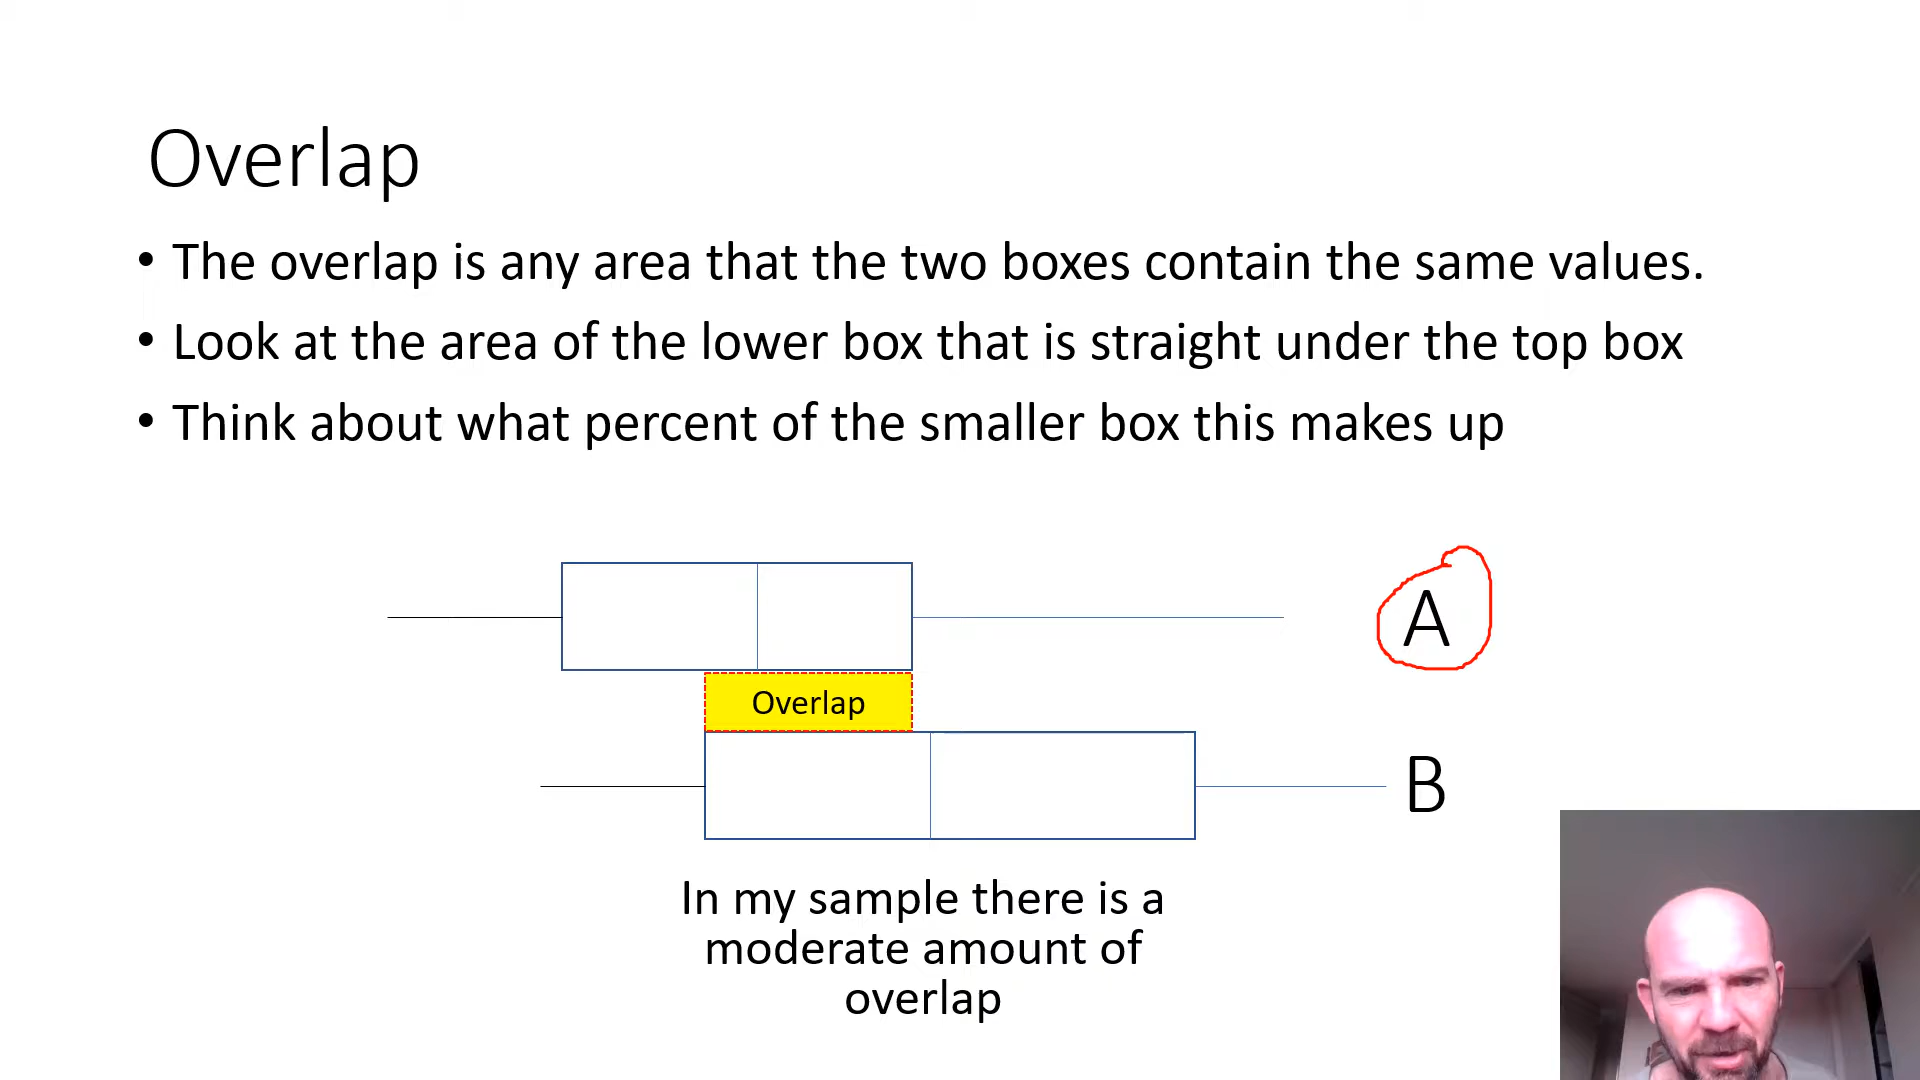 Overlap
• The overlap is any area that the two boxes contain the same values.
• Look at the area of the lower box that is straight under the top box
• Think about what percent of the smaller box this makes up
A
Overlap
B
In my sample there is a
moderate amount of
overlap